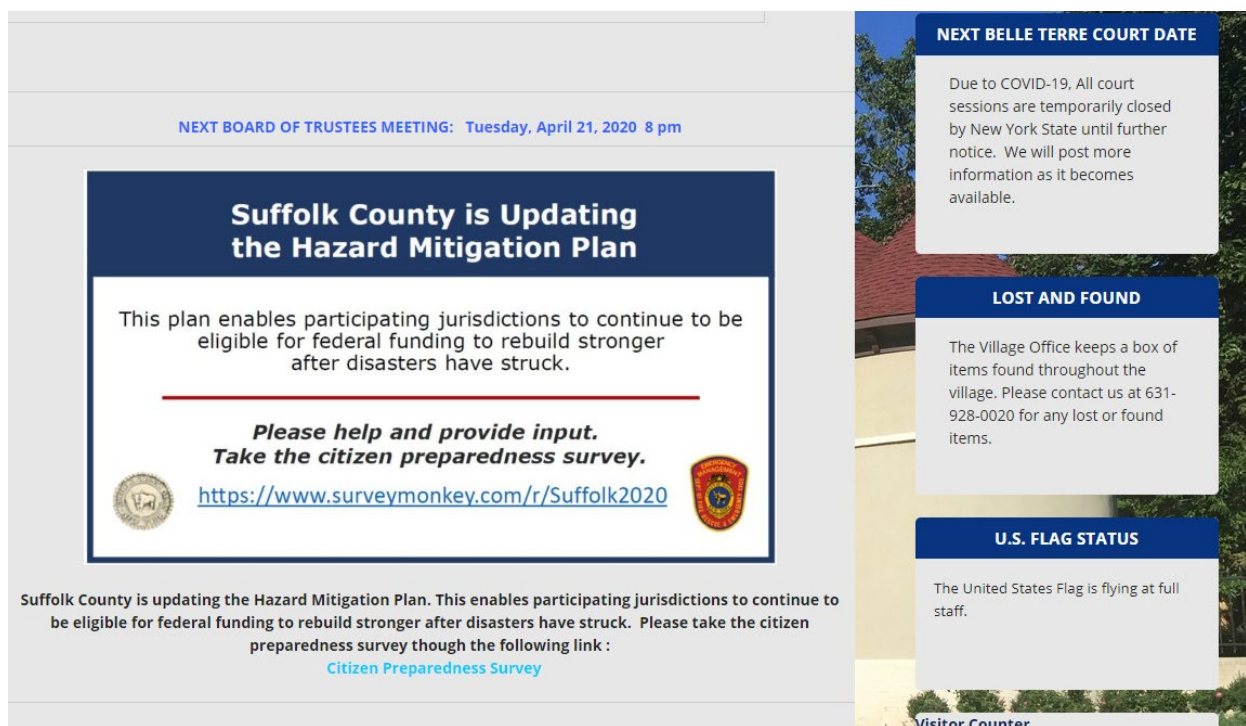 NEXT BOARD OF TRUSTEES MEETING: Tuesday, April 21, 2020 8 pm
Suffolk County is Updating
the Hazard Mitigation Plan
This plan enables participating jurisdictions to continue to be
eligible for federal funding to rebuild stronger
after disasters have struck.
Please help and provide input.
Take the citizen preparedness survey.
https://www.surveymonkey.com/r/Suffolk2020
EMERGENCY
MANAGEMENT
Suffolk County is updating the Hazard Mitigation Plan. This enables participating jurisdictions to continue to
be eligible for federal funding to rebuild stronger after disasters have struck. Please take the citizen
preparedness survey though the following link :
Citizen Preparedness Survey
NEXT BELLE TERRE COURT DATE
Due to COVID-19, All court
sessions are temporarily closed
by New York State until further
notice. We will post more
information as it becomes
available.
LOST AND FOUND
The Village Office keeps a box of
items found throughout the
village. Please contact us at 631-
928-0020 for any lost or found
items.
U.S. FLAG STATUS
The United States Flag is flying at full
staff.
Visitor Counter